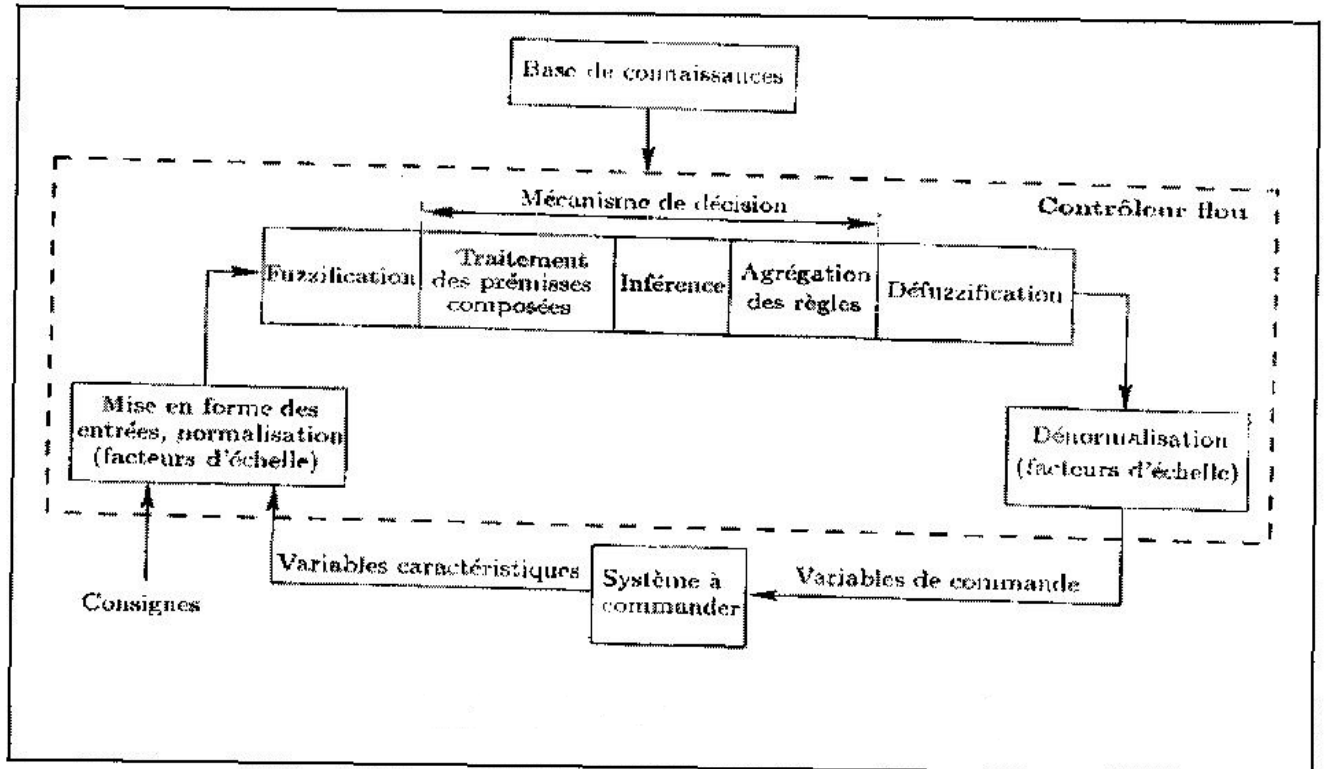 Base de connaissances
Mécanisme de décision
Contrôleur flou
Fuzzification
Traitement
des prémisses
composées
Inférence
Agrégation
des règles
Défuzzification
Mise en forme des
entrées, normalisation
(facteurs d'échelle)
Dénormalisation
(facteurs d'échelle)
Variables caractéristiques
Système à
commander
Variables de commande
Consignes